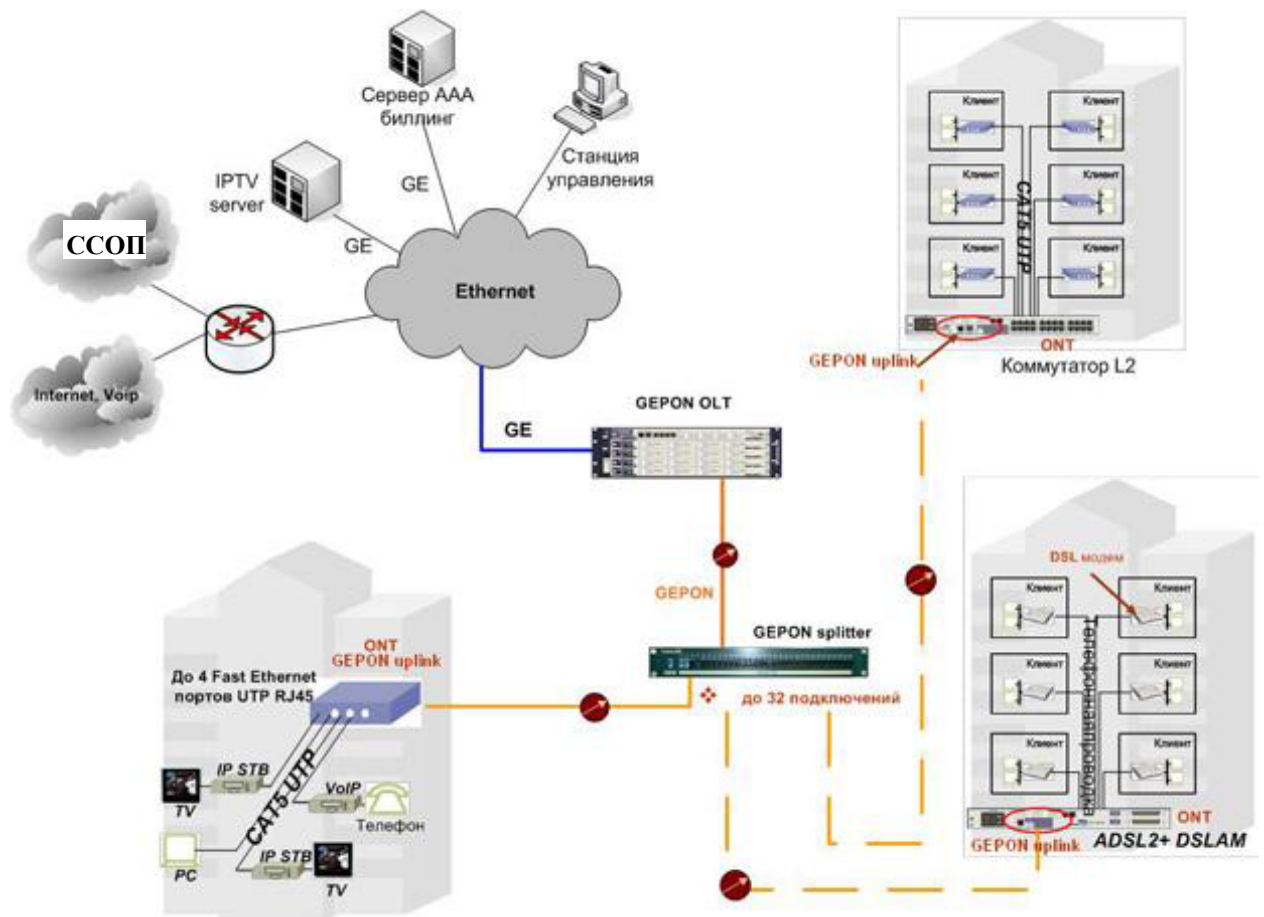 Сервер AAA
биллинг
Станция
управления
IPTV
server
GE
GE
ССОП
Ethernet
Internet, Voip
GE
GEPON OLT
GEPON
GEPON splitter
до 32 подключений
Клиент
Клиент
Клиент
Клиент
Клиент
Клиент
CAT5 UTP
GEPON uplink
ONT
Коммутатор L2
DSL модем
Клиент
Клиент
Клиент
Клиент
Клиент
Клиент
Телефоннаяпроводка
ONT
GEPON uplink
ADSL2+ DSLAM
ONT
GEPON uplink
До 4 Fast Ethernet
портов UTP RJ45
IP STB
TV
CAT5 UTP
VoIP
Телефон
PC
IP STB
TV